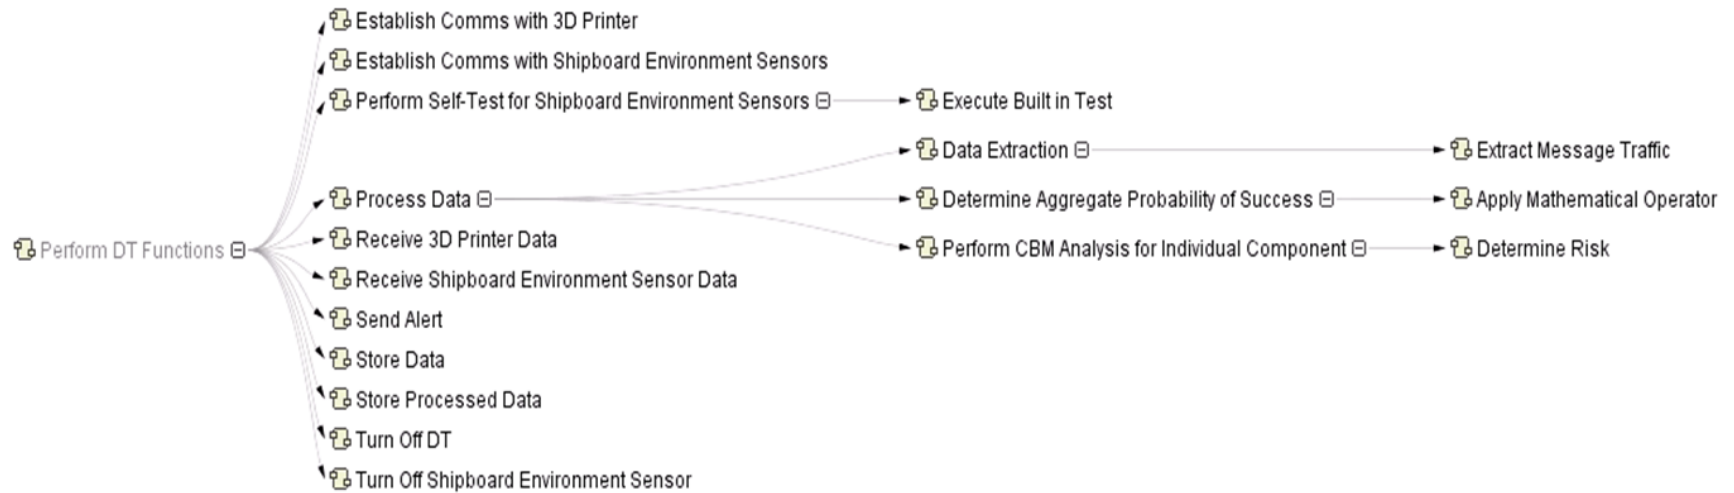 Establish Comms with 3D Printer
Establish Comms with Shipboard Environment Sensors
Perform Self-Test for Shipboard Environment Sensors
Execute Built in Test
Data Extraction
Extract Message Traffic
Process Data
Determine Aggregate Probability of Success
Apply Mathematical Operator
Receive 3D Printer Data
Perform DT Functions
Perform CBM Analysis for Individual Component
Determine Risk
Receive Shipboard Environment Sensor Data
Send Alert
Store Data
Store Processed Data
Turn Off DT
Turn Off Shipboard Environment Sensor